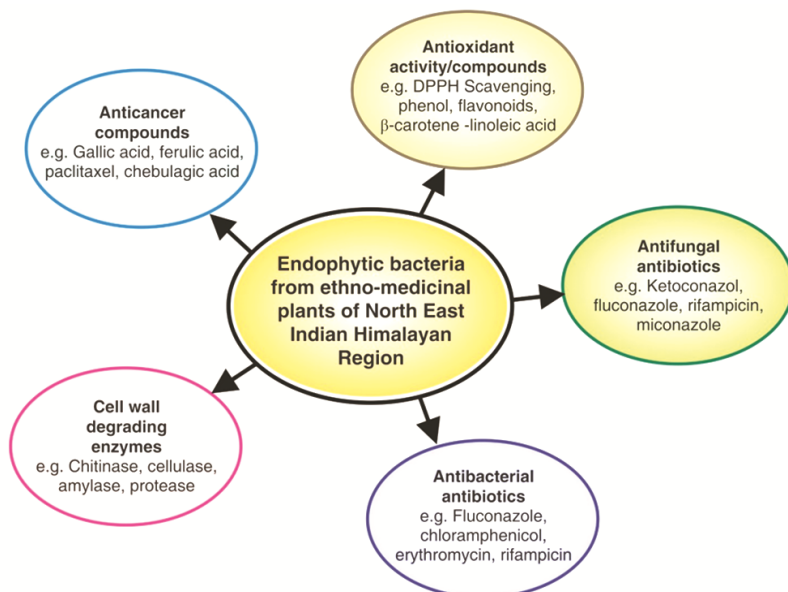 Antioxidant
activity/compounds
e.g. DPPH Scavenging,
phenol, flavonoids,
β-carotene -linoleic acid
Anticancer
compounds
e.g. Gallic acid, ferulic acid,
paclitaxel, chebulagic acid
Endophytic bacteria
from ethno-medicinal
plants of North East
Indian Himalayan
Region
Antifungal
antibiotics
e.g. Ketoconazol,
fluconazole, rifampicin,
miconazole
Cell wall
degrading
enzymes
e.g. Chitinase, cellulase,
amylase, protease
Antibacterial
antibiotics
e.g. Fluconazole,
chloramphenicol,
erythromycin, rifampicin